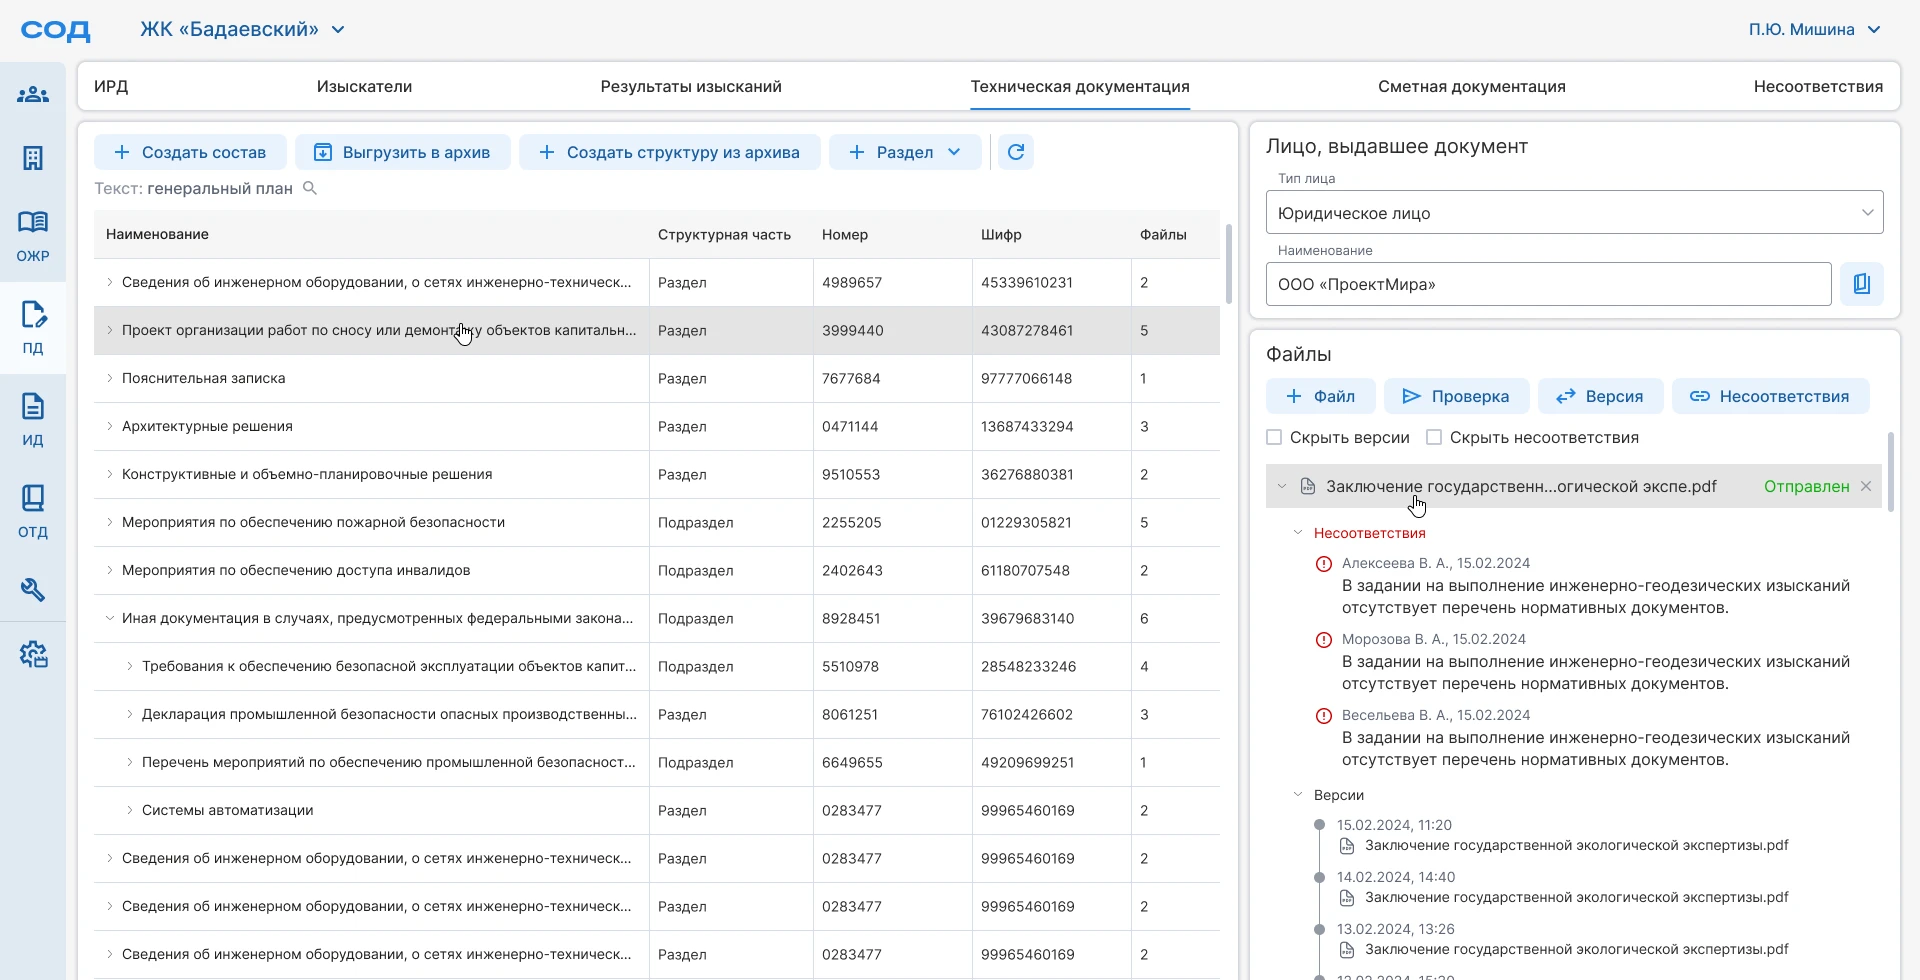 СОД
ЖК «Бадаевский»
П.Ю. Мишина
ОЖР
ПД
ИД
ОТД
ИРД
Изыскатели
Результаты изысканий
Техническая документация
Сметная документация
Несоответствия
Создать состав
Выгрузить в архив
Создать структуру из архива
Раздел
Текст: генеральный план
Наименование Структурная часть Номер Шифр Файлы
Сведения об инженерном оборудовании, о сетях инженерно-техническ... Раздел 4989657 45339610231 2
Проект организации работ по сносу или демонтажу объектов капитальн... Раздел 3999440 43087278461 5
Пояснительная записка Раздел 7677684 97777066148 1
Архитектурные решения Раздел 0471144 13687433294 3
Конструктивные и объемно-планировочные решения Раздел 9510553 36276880381 2
Мероприятия по обеспечению пожарной безопасности Подраздел 2255205 01229305821 5
Мероприятия по обеспечению доступа инвалидов Подраздел 2402643 61180707548 2
Иная документация в случаях, предусмотренных федеральными закона... Подраздел 8928451 39679683140 6
Требования к обеспечению безопасной эксплуатации объектов капит... Подраздел 5510978 28548233246 4
Декларация промышленной безопасности опасных производственны... Раздел 8061251 76102426602 3
Перечень мероприятий по обеспечению промышленной безопасност... Подраздел 6649655 49209699251 1
Системы автоматизации Раздел 0283477 99965460169 2
Сведения об инженерном оборудовании, о сетях инженерно-техническ... Раздел 0283477 99965460169 2
Сведения об инженерном оборудовании, о сетях инженерно-техническ... Раздел 0283477 99965460169 2
Сведения об инженерном оборудовании, о сетях инженерно-техническ... Раздел 0283477 99965460169 2
Лицо, выдавшее документ
Тип лица
Юридическое лицо
Наименование
ООО «ПроектМира»
Файлы
Файл
Проверка
Версия
Несоответствия
Скрыть версии
Скрыть несоответствия
Заключение государственн...огической экспе.pdf Отправлен
Несоответствия
Алексеева В. А., 15.02.2024
В задании на выполнение инженерно-геодезических изысканий
отсутствует перечень нормативных документов.
Морозова В. А., 15.02.2024
В задании на выполнение инженерно-геодезических изысканий
отсутствует перечень нормативных документов.
Весельева В. А., 15.02.2024
В задании на выполнение инженерно-геодезических изысканий
отсутствует перечень нормативных документов.
Версии
15.02.2024, 11:20
Заключение государственной экологической экспертизы.pdf
14.02.2024, 14:40
Заключение государственной экологической экспертизы.pdf
13.02.2024, 13:26
Заключение государственной экологической экспертизы.pdf